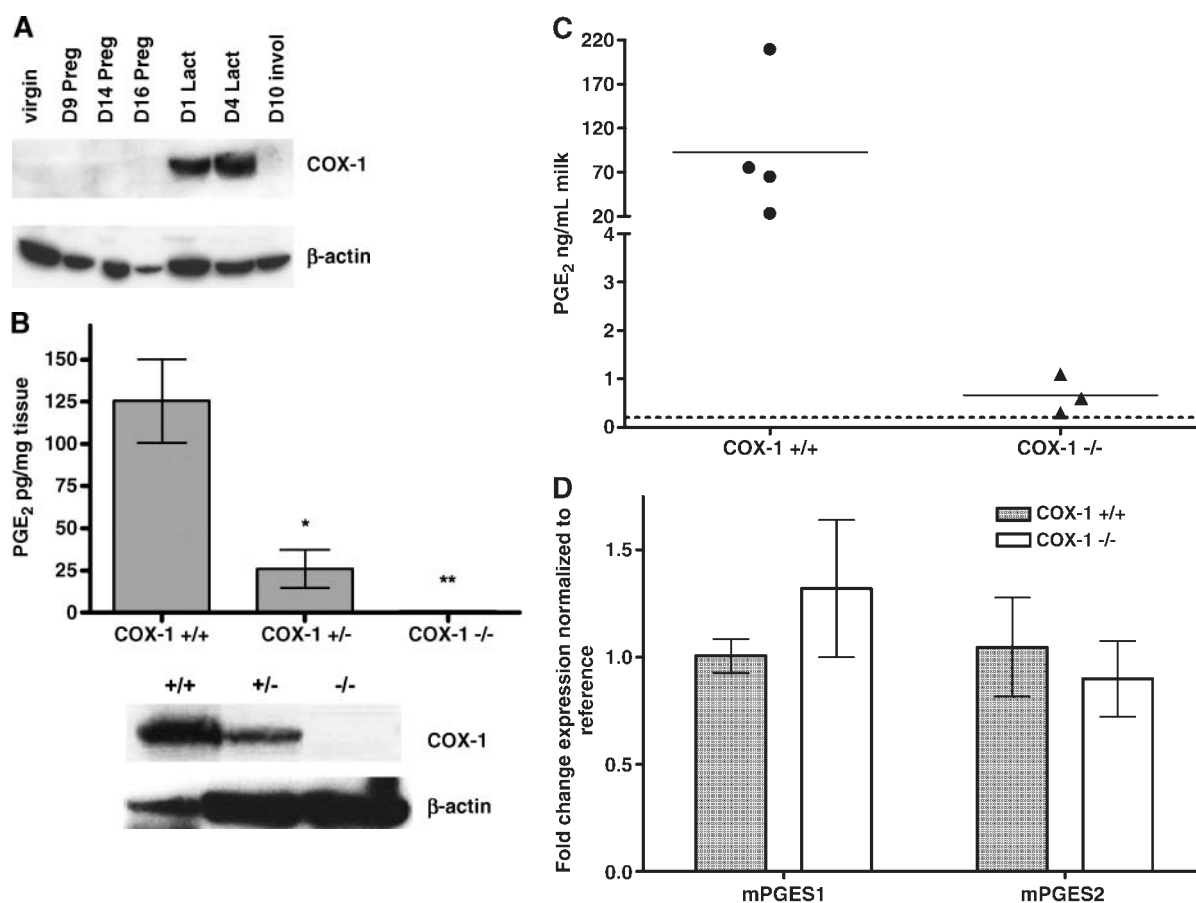 A
virgin
D9 Preg
D14 Preg
D16 Preg
D1 Lact
D4 Lact
D10 invol
COX-1
β-actin
B
PGE2 pg/mg tissue
150
125
100
75
50
25
0
*
**
COX-1 +/+
COX-1 +/-
COX-1 -/-
+/+
+/-
-/-
COX-1
β-actin
C
PGE2 ng/mL milk
220
170
120
70
20
4
3
2
1
0
COX-1 +/+
COX-1 -/-
D
Fold change expression normalized to
reference
1.5
1.0
0.5
0.0
COX-1 +/+
COX-1 -/-
mPGES1
mPGES2